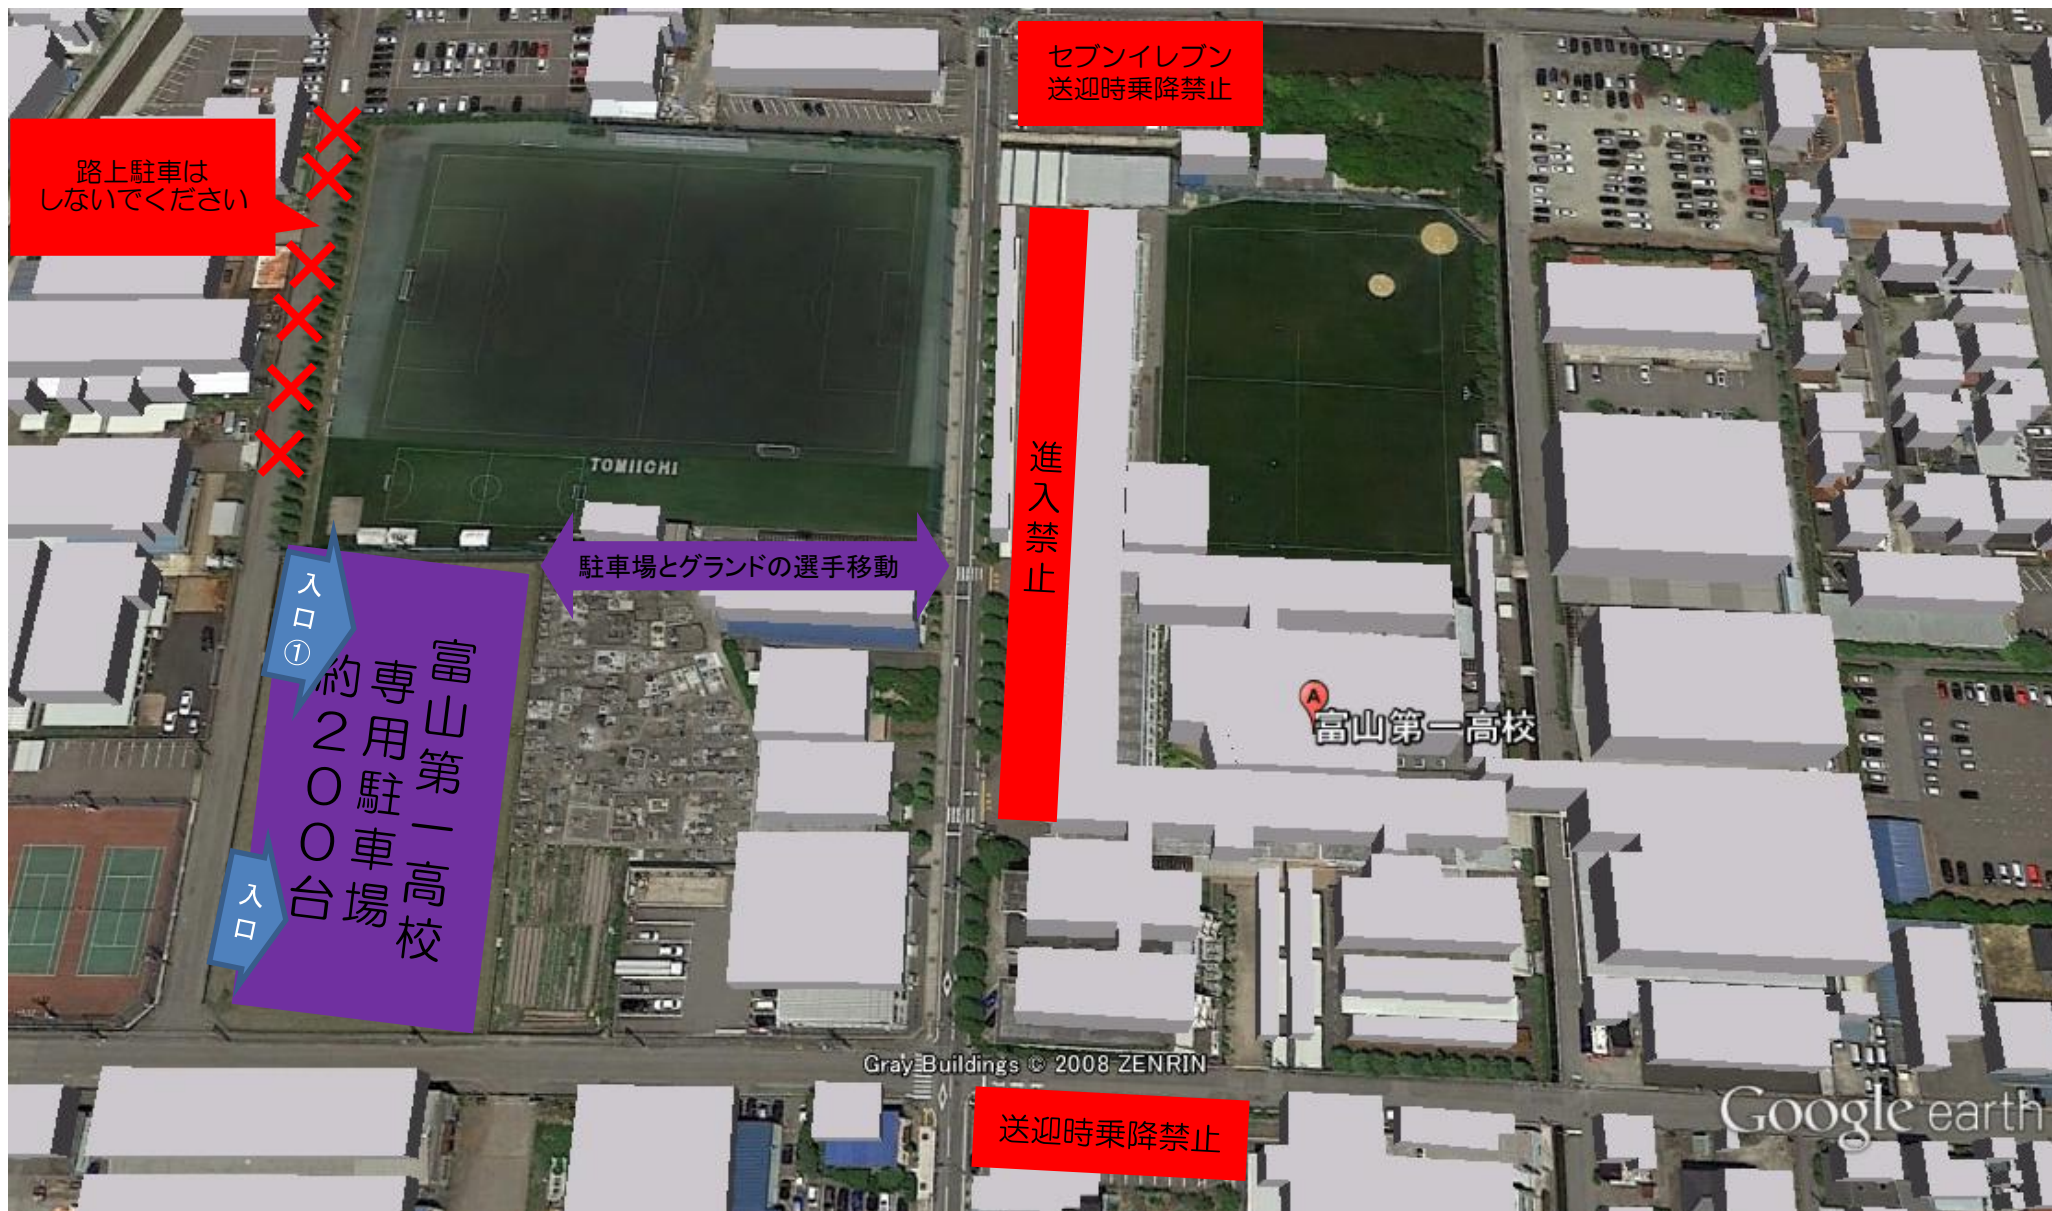 セブンイレブン
送迎時乗降禁止
路上駐車は
しないでください
TOMIICHI
進入禁止
駐車場とグランドの選手移動
入口①
富山第一高校
専用駐車場
約２００台
A
富山第一高校
入口
Gray Buildings © 2008 ZENRIN
Google earth
送迎時乗降禁止